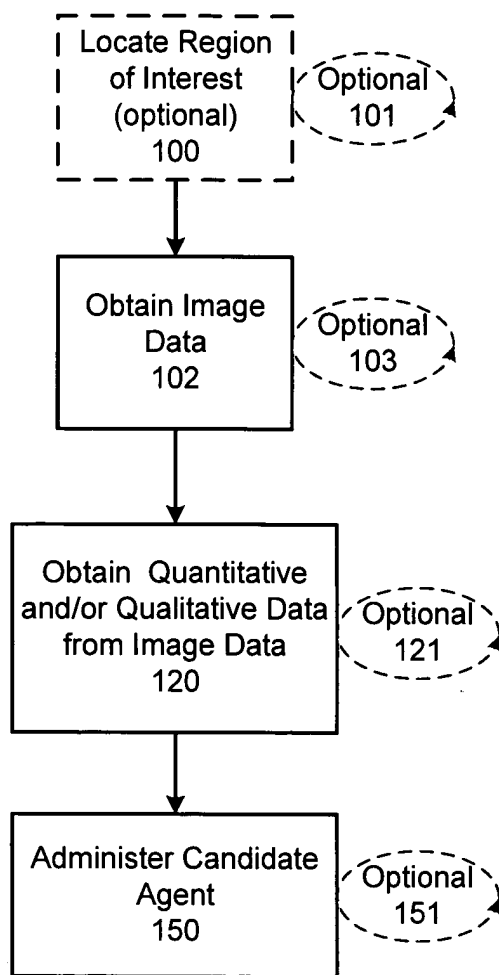 Locate Region
of Interest
(optional)
100
Optional
101
Obtain Image
Data
102
Optional
103
Obtain Quantitative
and/or Qualitative Data
from Image Data
120
Optional
121
Administer Candidate
Agent
150
Optional
151